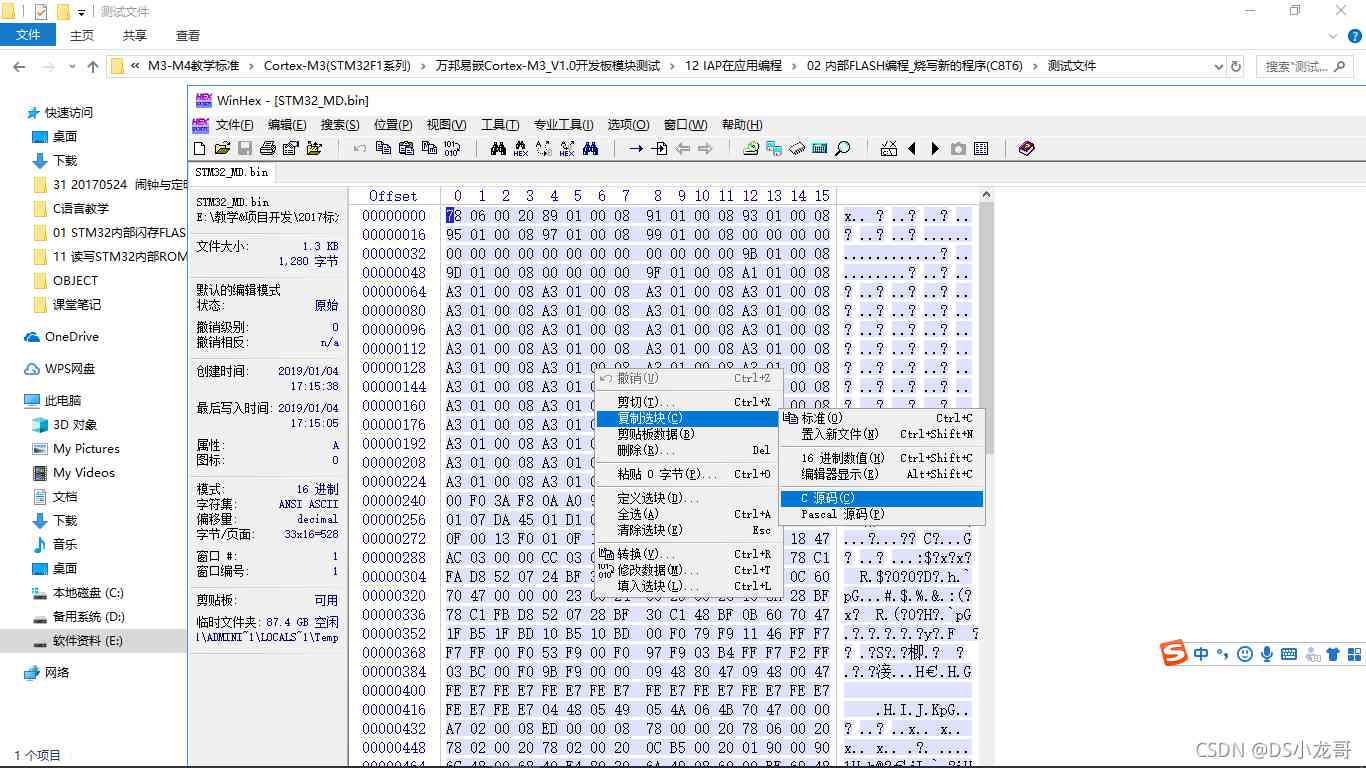 测试文件
文件 主页 共享 查看
« M3-M4教学标准 › Cortex-M3(STM32F1系列) › 万邦易嵌Cortex-M3_V1.0开发板模块测试 › 12 IAP在应用编程 › 02 内部FLASH编程_烧写新的程序(C8T6) › 测试文件
搜索"测试...
快速访问
桌面
下载
31 20170524 闹钟与定时
C语言教学
01 STM32内部闪存FLAS
11 读写STM32内部ROM
OBJECT
课堂笔记
OneDrive
WPS网盘
此电脑
3D 对象
My Pictures
My Videos
文档
下载
音乐
桌面
本地磁盘 (C:)
备用系统 (D:)
软件资料 (E:)
网络
1 个项目
WinHex - [STM32_MD.bin]
文件(F) 编辑(E) 搜索(S) 位置(P) 视图(V) 工具(T) 专业工具(I) 选项(O) 窗口(W) 帮助(H)
STM32_MD.bin
STM32_MD.bin
E:\教学&项目开发\2017标
文件大小: 1.3 KB
1,280 字节
默认的编辑模式
状态: 原始
撤销级别: 0
撤销相反: n/a
创建时间: 2019/01/04
17:15:38
最后写入时间: 2019/01/04
17:15:05
属性: A
图标: 0
模式: 16 进制
字符集: ANSI ASCII
偏移量: decimal
字节/页面: 33x16=528
窗口 #: 1
窗口编号: 1
剪贴板: 可用
临时文件夹: 87.4 GB 空闲
l\ADMINI~1\LOCALS~1\Temp
Offset 0 1 2 3 4 5 6 7 8 9 10 11 12 13 14 15
00000000 78 06 00 20 89 01 00 08 91 01 00 08 93 01 00 08
00000016 95 01 00 08 97 01 00 08 99 01 00 08 00 00 00 00
00000032 00 00 00 00 00 00 00 00 00 00 00 00 9B 01 00 08
00000048 9D 01 00 08 00 00 00 00 9F 01 00 08 A1 01 00 08
00000064 A3 01 00 08 A3 01 00 08 A3 01 00 08 A3 01 00 08
00000080 A3 01 00 08 A3 01 00 08 A3 01 00 08 A3 01 00 08
00000096 A3 01 00 08 A3 01 00 08 A3 01 00 08 A3 01 00 08
00000112 A3 01 00 08 A3 01 00 08 A3 01 00 08 A3 01 00 08
00000128 A3 01 00 08 A3 01 00 08 A3 01 00 08 A3 01 00 08
00000144 A3 01 00 08 A3 01 00
00000160 A3 01 00 08 A3 01 00
00000176 A3 01 00 08 A3 01 00
00000192 A3 01 00 08 A3 01 00
00000208 A3 01 00 08 A3 01 00
00000224 A3 01 00 08 A3 01 00
00000240 00 F0 3A F8 0A A0
00000256 01 07 DA 45 01 D1
00000272 0F 00 13 F0 01 0F 18 47
00000288 AC 03 00 00 CC 03 78 C1
00000304 FA D8 52 07 24 BF 0C 60
00000320 70 47 00 00 00 23 28 BF
00000336 78 C1 FB D8 52 07 28 BF 30 C1 48 BF 0B 60 70 47
00000352 1F B5 1F BD 10 B5 10 BD 00 F0 79 F9 11 46 FF F7
00000368 F7 FF 00 F0 53 F9 00 F0 97 F9 03 B4 FF F7 F2 FF
00000384 03 BC 00 F0 9B F9 00 00 09 48 80 47 09 48 00 47
00000400 FE E7 FE E7 FE E7 FE E7 FE E7 FE E7 FE E7 FE E7
00000416 FE E7 FE E7 04 48 05 49 05 4A 06 4B 70 47 00 00
00000432 A7 02 00 08 ED 00 00 08 78 00 00 20 78 06 00 20
00000448 78 02 00 20 78 02 00 20 0C B5 00 20 01 90 00 90
撤销(U) Ctrl+Z
剪切(T)... Ctrl+X
复制选块(C)
剪贴板数据(B)
删除(R)... Del
粘贴 0 字节(P)... Ctrl+0
定义选块(D)...
全选(A) Ctrl+A
清除选块(E) Esc
转换(V)... Ctrl+R
修改数据(M)... Ctrl+T
填入选块(L)... Ctrl+L
标准(O) Ctrl+C
置入新文件(N) Ctrl+Shift+N
16 进制数值(H) Ctrl+Shift+C
编辑器显示(E) Alt+Shift+C
C 源码(C)
Pascal 源码(P)
中
CSDN @DS小龙哥